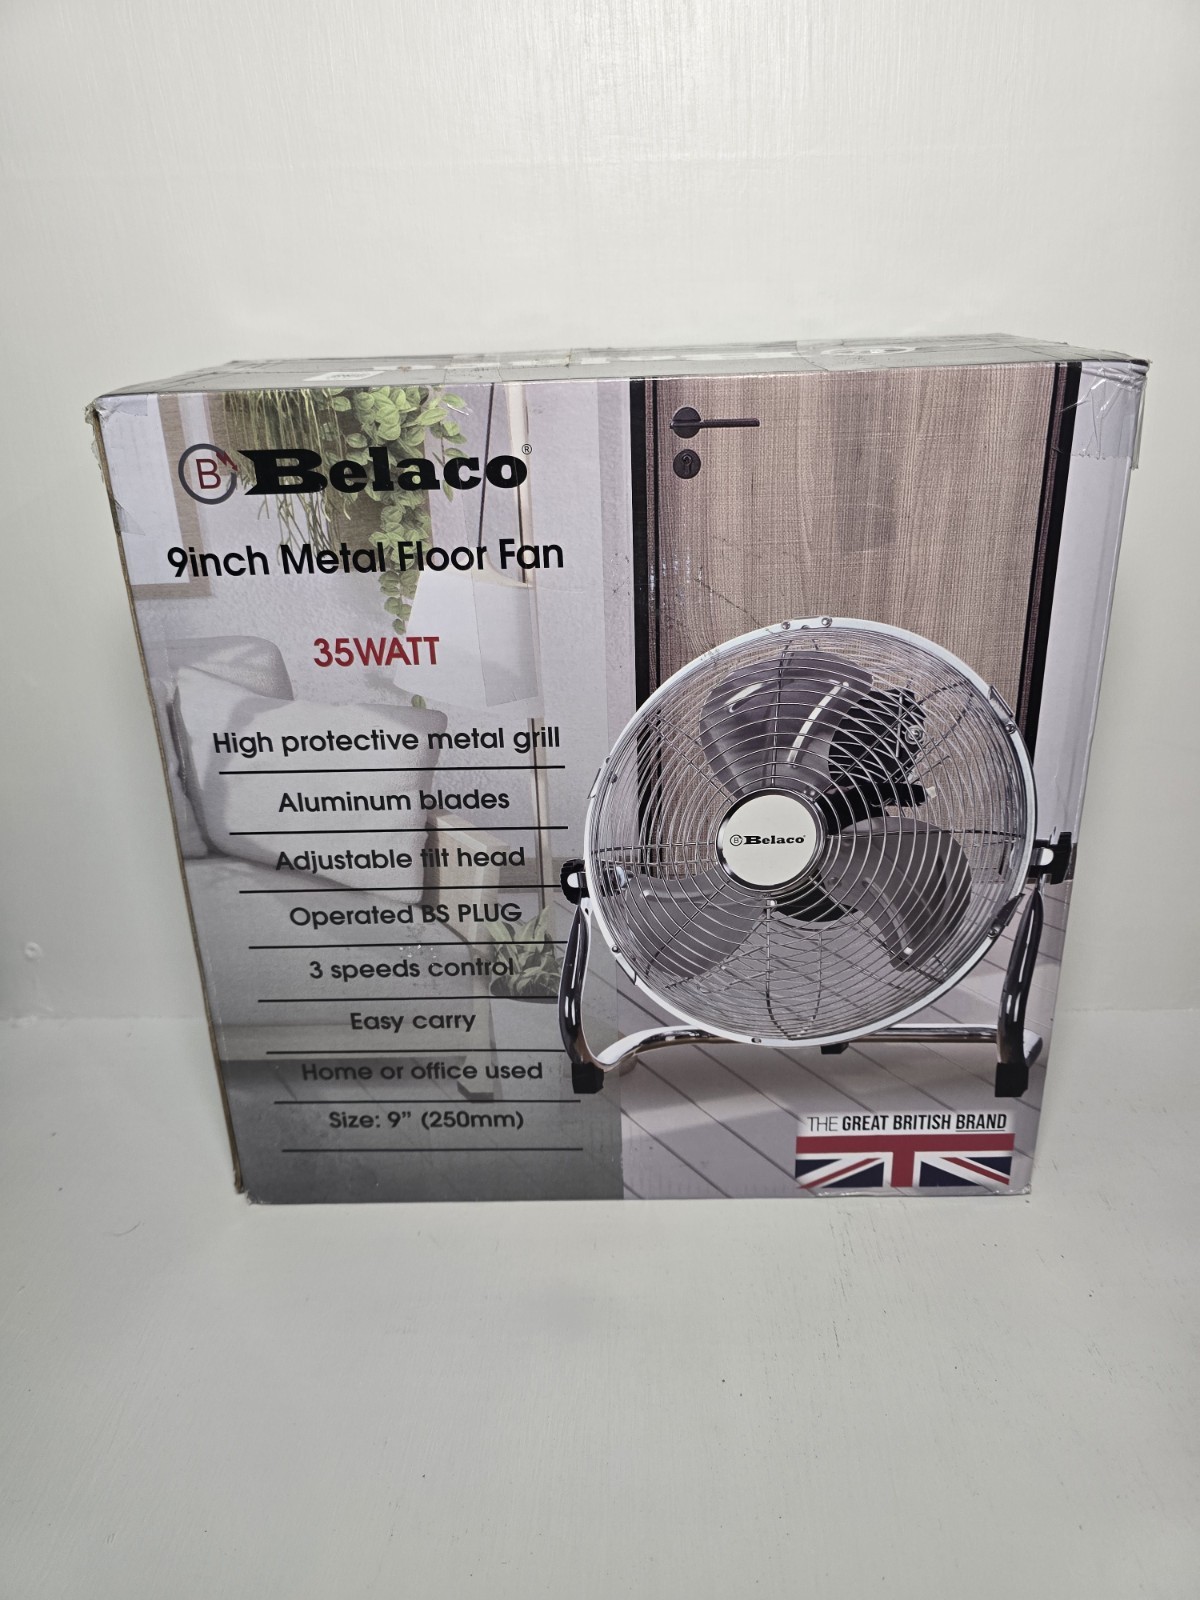 B Belaco®
9inch Metal Floor Fan
35WATT
High protective metal grill
Aluminum blades
Adjustable tilt head
Operated BS PLUG
3 speeds control
Easy carry
Home or office used
Size: 9” (250mm)
B Belaco
THE GREAT BRITISH BRAND